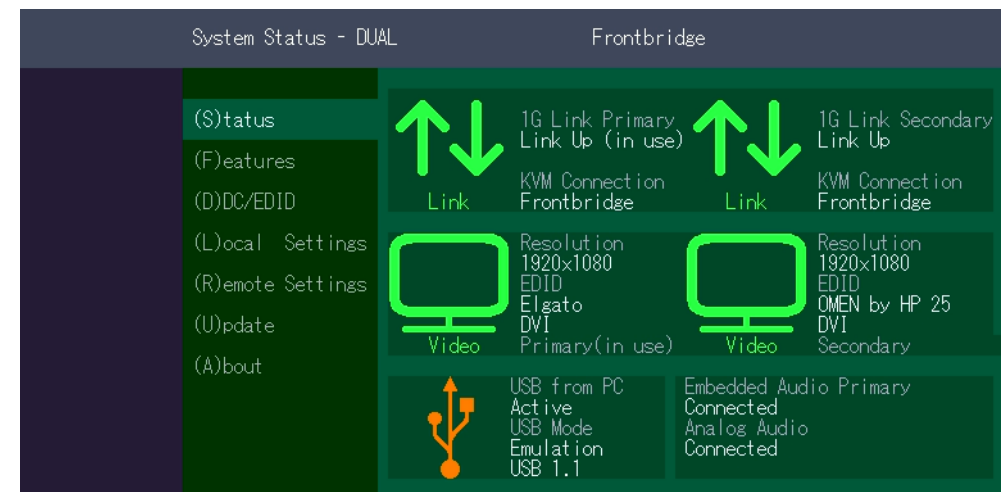 System Status - DUAL
Frontbridge
(S)tatus
(F)eatures
(D)DC/EDID
(L)ocal Settings
(R)emote Settings
(U)pdate
(A)bout
1G Link Primary
Link Up (in use)
KVM Connection
Frontbridge
Link
1G Link Secondary
Link Up
KVM Connection
Frontbridge
Link
Resolution
1920x1080
EDID
Elgato
DVI
Primary(in use)
Video
Resolution
1920x1080
EDID
OMEN by HP 25
DVI
Secondary
Video
USB from PC
Active
USB Mode
Emulation
USB 1.1
Embedded Audio Primary
Connected
Analog Audio
Connected